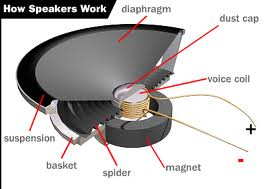 How Speakers Work
diaphragm
dust cap
voice coil
suspension
basket
spider
magnet
+
-